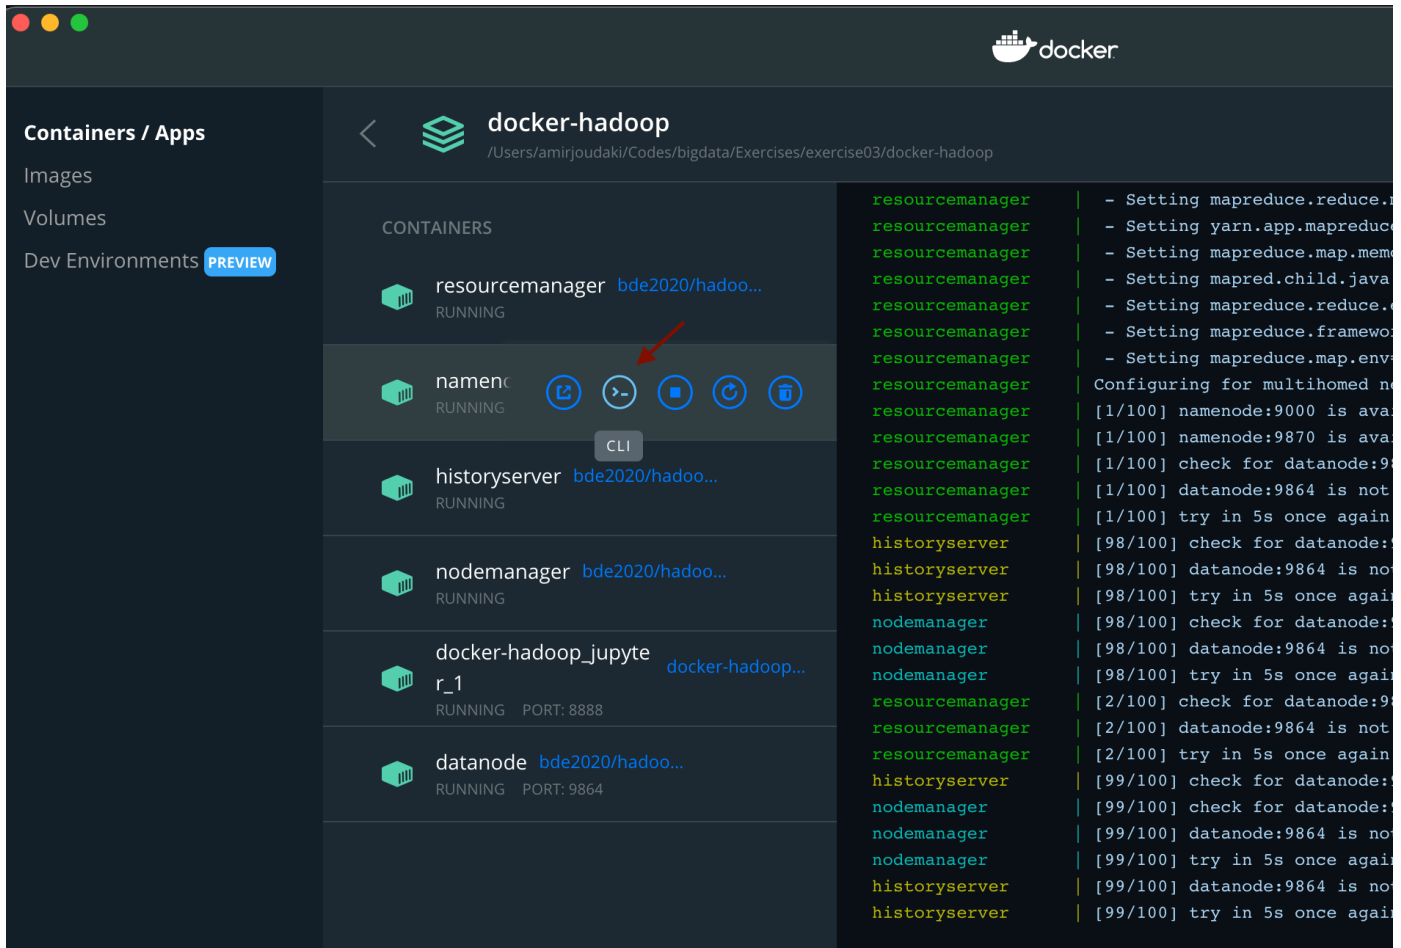 docker
Containers / Apps
Images
Volumes
Dev Environments PREVIEW
docker-hadoop
/Users/amirjoudaki/Codes/bigdata/Exercises/exercise03/docker-hadoop
CONTAINERS
resourcemanager bde2020/hadoo...
RUNNING
namen
RUNNING
CLI
historyserver bde2020/hadoo...
RUNNING
nodemanager bde2020/hadoo...
RUNNING
docker-hadoop_jupyte
r_1
docker-hadoop...
RUNNING PORT: 8888
datanode bde2020/hadoo...
RUNNING PORT: 9864
resourcemanager | - Setting mapreduce.reduce.
resourcemanager | - Setting yarn.app.mapreduc
resourcemanager | - Setting mapreduce.map.mem
resourcemanager | - Setting mapred.child.java
resourcemanager | - Setting mapreduce.reduce.
resourcemanager | - Setting mapreduce.framewo
resourcemanager | - Setting mapreduce.map.env
resourcemanager | Configuring for multihomed n
resourcemanager | [1/100] namenode:9000 is ava
resourcemanager | [1/100] namenode:9870 is ava
resourcemanager | [1/100] check for datanode:9
resourcemanager | [1/100] datanode:9864 is not
resourcemanager | [1/100] try in 5s once again
historyserver | [98/100] check for datanode:
historyserver | [98/100] datanode:9864 is no
historyserver | [98/100] try in 5s once agai
nodemanager | [98/100] check for datanode:
nodemanager | [98/100] datanode:9864 is no
nodemanager | [98/100] try in 5s once agai
resourcemanager | [2/100] check for datanode:9
resourcemanager | [2/100] datanode:9864 is not
resourcemanager | [2/100] try in 5s once again
historyserver | [99/100] check for datanode:
nodemanager | [99/100] check for datanode:
nodemanager | [99/100] datanode:9864 is no
nodemanager | [99/100] try in 5s once agai
historyserver | [99/100] datanode:9864 is no
historyserver | [99/100] try in 5s once agai